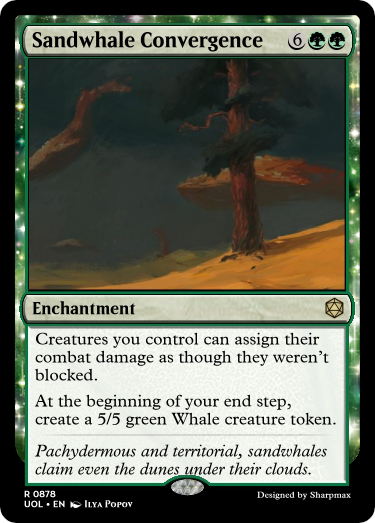 Sandwhale Convergence 6
Enchantment
Creatures you control can assign their
combat damage as though they weren't
blocked.
At the beginning of your end step,
create a 5/5 green Whale creature token.
Pachydermous and territorial, sandwhales
claim even the dunes under their clouds.
R 0878
UOL • EN Ilya Popov
Designed by Sharpmax